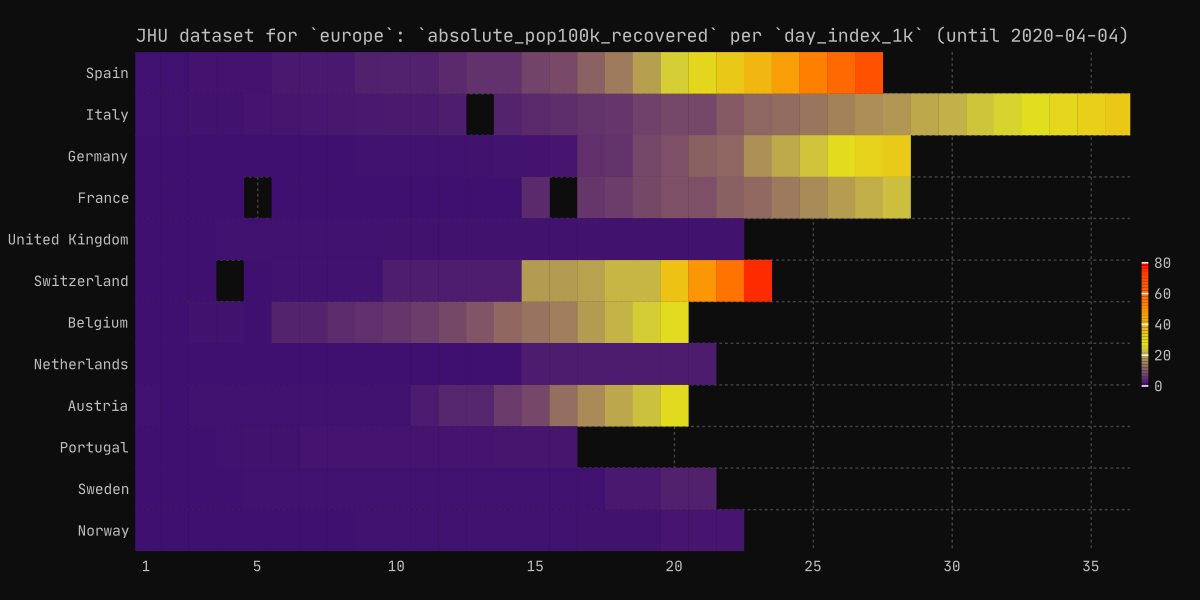 JHU dataset for `europe`: `absolute_pop100k_recovered` per `day_index_1k` (until 2020-04-04)
Spain
Italy
Germany
France
United Kingdom
Switzerland
Belgium
Netherlands
Austria
Portugal
Sweden
Norway
1 5 10 15 20 25 30 35
80
60
40
20
0